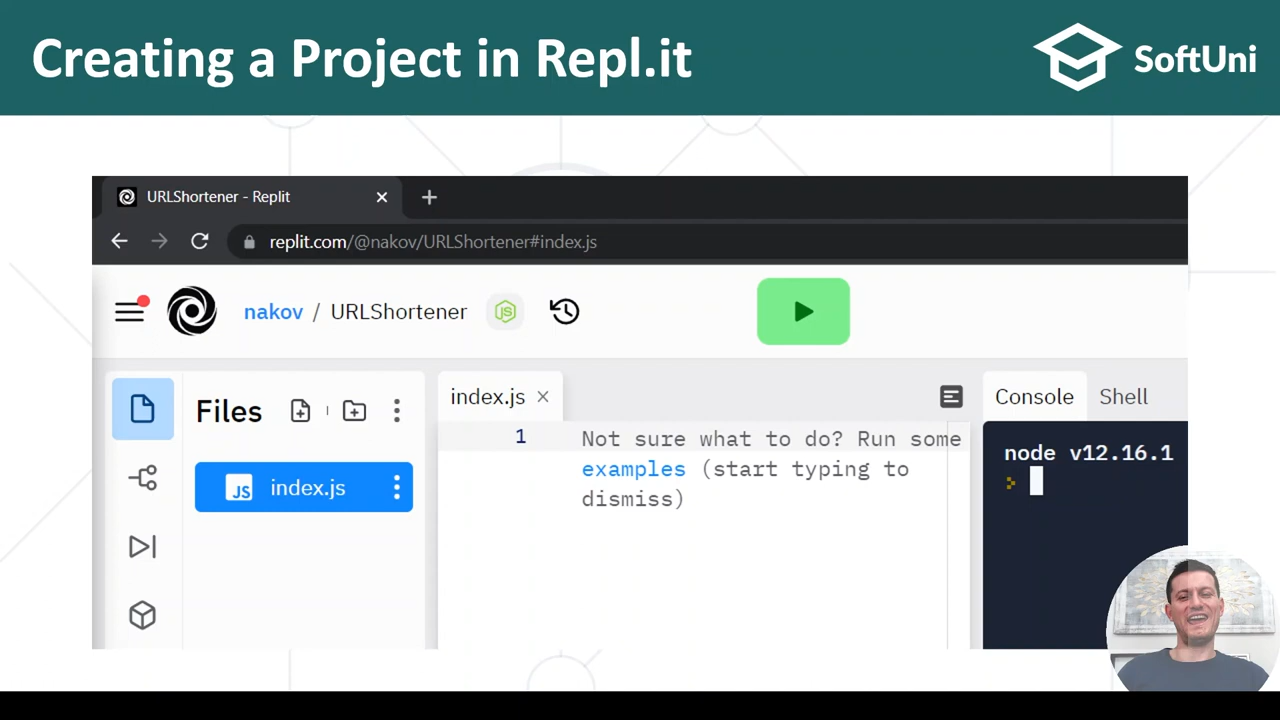 Creating a Project in Repl.it
SoftUni
URLShortener - Replit
replit.com/@nakov/URLShortener#index.js
nakov / URLShortener
JS
Files
index.js
Console
Shell
JS index.js
1
Not sure what to do? Run some
examples (start typing to
dismiss)
node v12.16.1